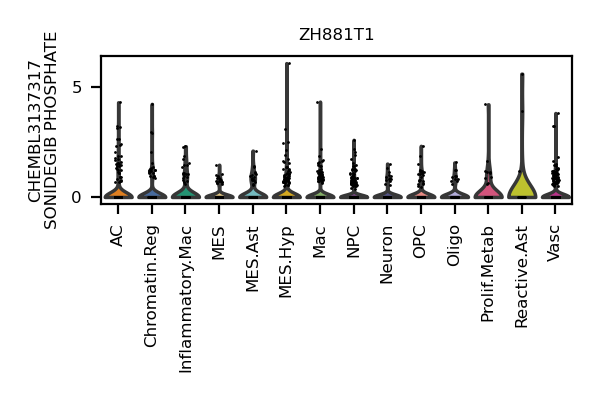 ZH881T1
CHEMBL3137317
SONIDEGIB PHOSPHATE
5
0
AC
Chromatin.Reg
Inflammatory.Mac
MES
MES.Ast
MES.Hyp
Mac
NPC
Neuron
OPC
Oligo
Prolif.Metab
Reactive.Ast
Vasc